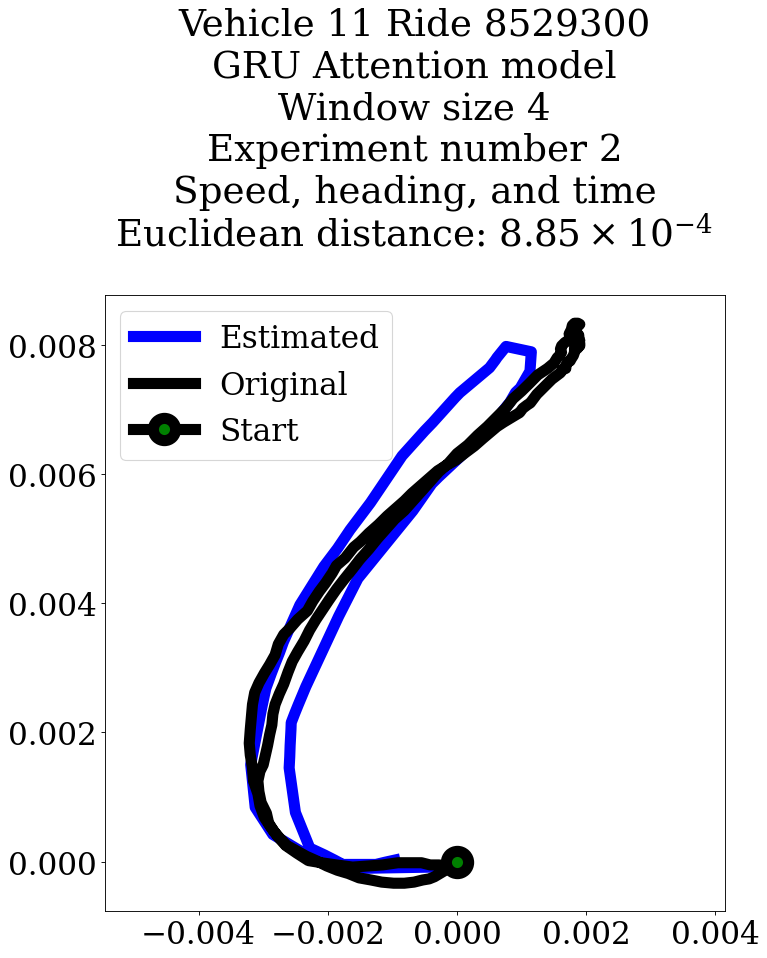 Vehicle 11 Ride 8529300
GRU Attention model
Window size 4
Experiment number 2
Speed, heading, and time
Euclidean distance: 8.85 × 10⁻⁴
Estimated
Original
Start
0.008
0.006
0.004
0.002
0.000
−0.004 −0.002 0.000 0.002 0.004